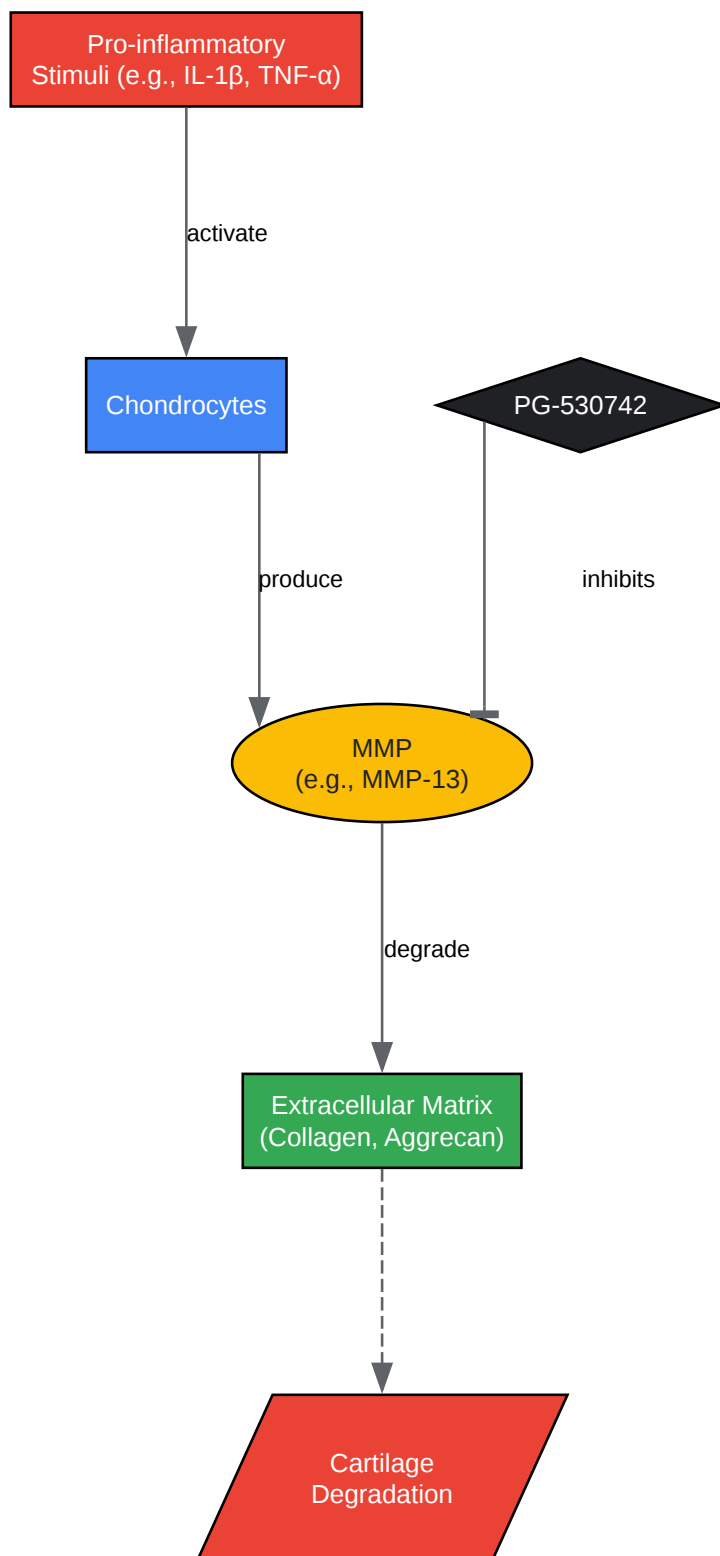 Pro-inflammatory
Stimuli (e.g., IL-1β, TNF-α)
activate
Chondrocytes
PG-530742
produce
inhibits
MMP
(e.g., MMP-13)
degrade
Extracellular Matrix
(Collagen, Aggrecan)
Cartilage
Degradation